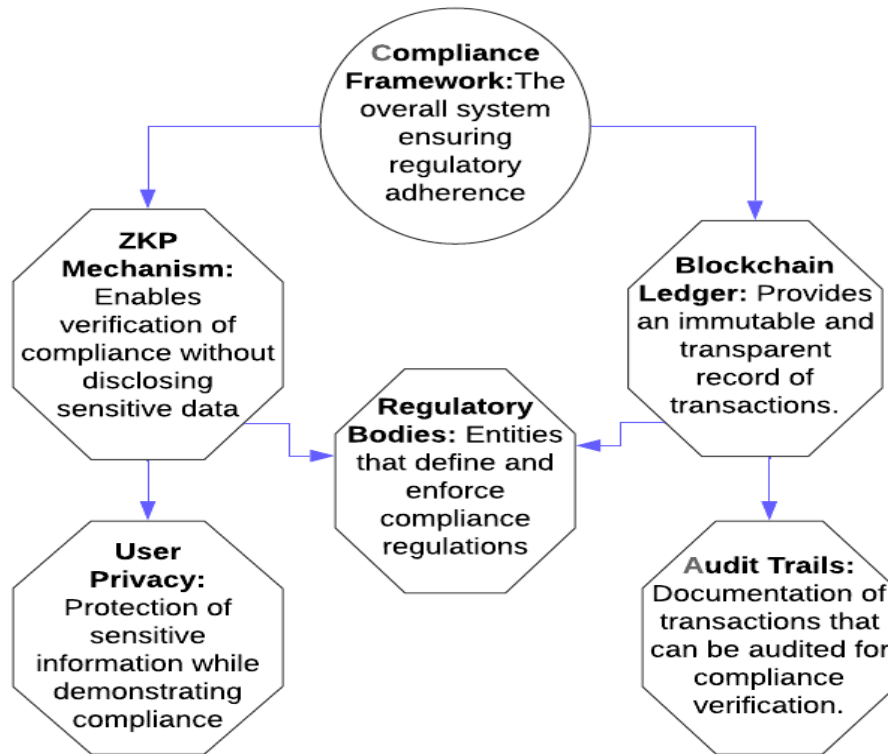 Compliance
Framework:The
overall system
ensuring
regulatory
adherence
ZKP
Mechanism:
Enables
verification of
compliance without
disclosing
sensitive data
Blockchain
Ledger: Provides
an immutable and
transparent
record of
transactions.
Regulatory
Bodies: Entities
that define and
enforce
compliance
regulations
User
Privacy:
Protection of
sensitive
information while
demonstrating
compliance
Audit Trails:
Documentation of
transactions that
can be audited for
compliance
verification.